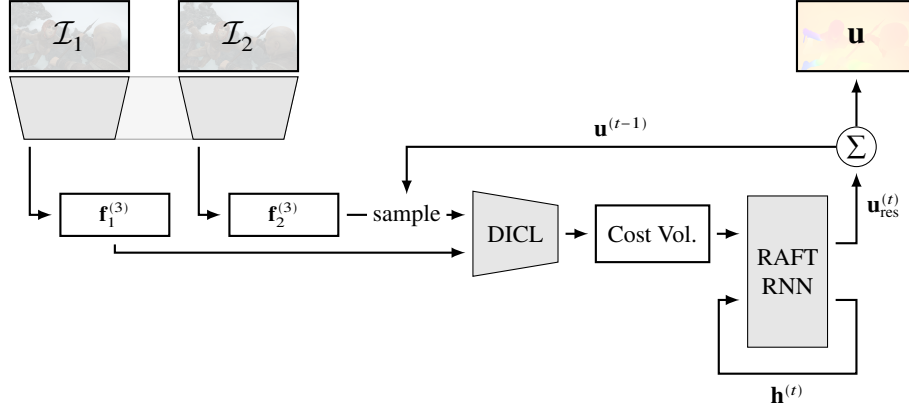 𝓘₁
𝓘₂
𝐮
𝐮⁽ᵗ⁻¹⁾
∑
𝐟₁⁽³⁾
𝐟₂⁽³⁾
sample
𝐮ᵣₑₛ⁽ᵗ⁾
DICL
Cost Vol.
RAFT
RNN
𝐡⁽ᵗ⁾